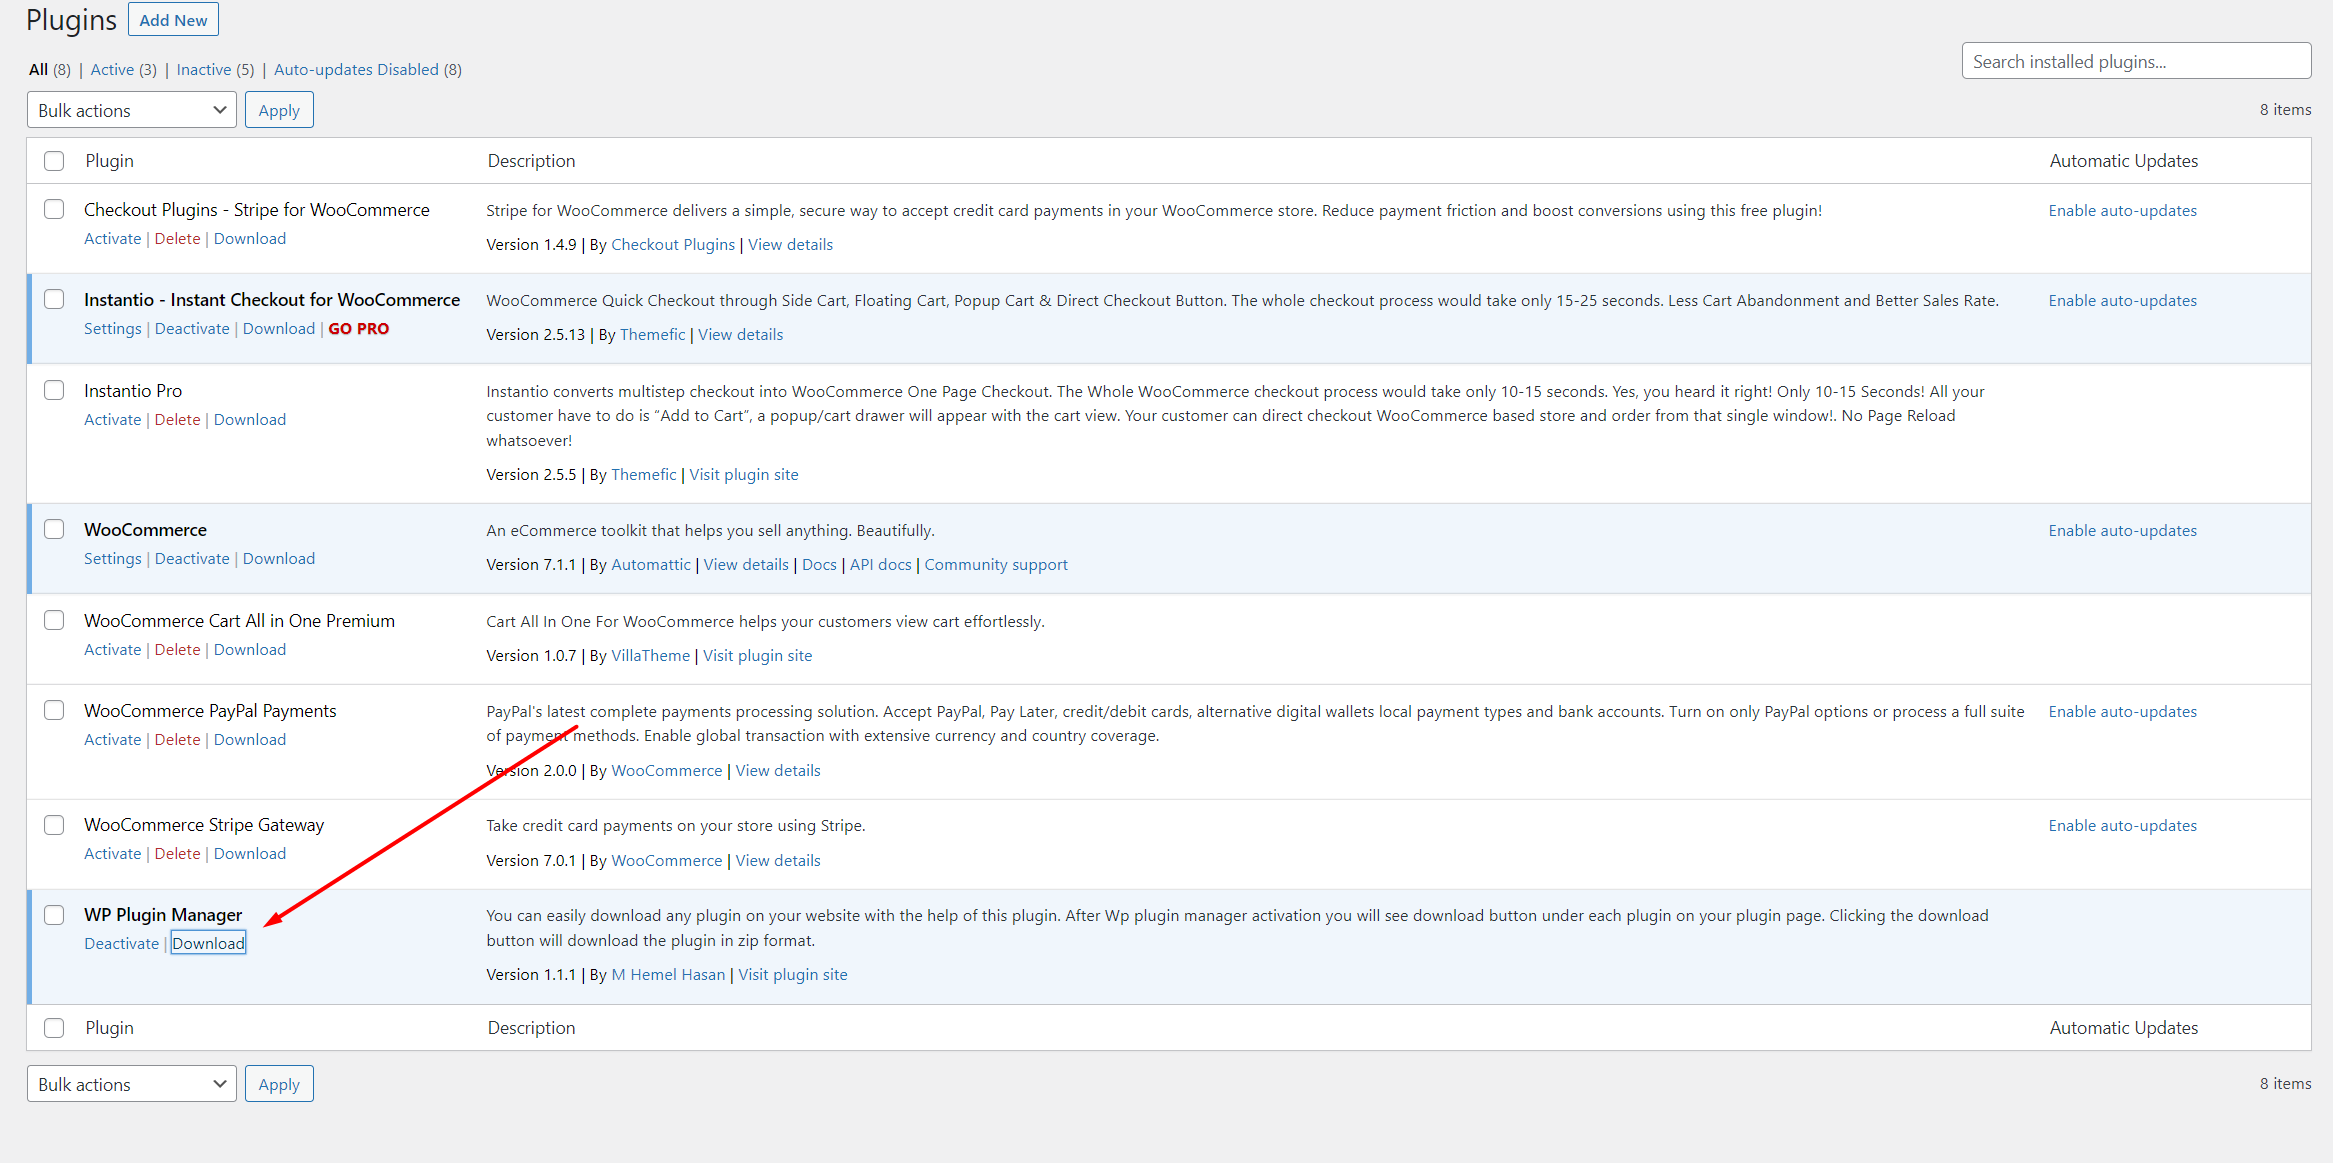 Plugins Add New
All (8) | Active (3) | Inactive (5) | Auto-updates Disabled (8)
Search installed plugins...
Bulk actions Apply
8 items
Plugin Description Automatic Updates
Checkout Plugins - Stripe for WooCommerce
Activate | Delete | Download
Stripe for WooCommerce delivers a simple, secure way to accept credit card payments in your WooCommerce store. Reduce payment friction and boost conversions using this free plugin!
Version 1.4.9 | By Checkout Plugins | View details
Enable auto-updates
Instantio - Instant Checkout for WooCommerce
Settings | Deactivate | Download | GO PRO
WooCommerce Quick Checkout through Side Cart, Floating Cart, Popup Cart & Direct Checkout Button. The whole checkout process would take only 15-25 seconds. Less Cart Abandonment and Better Sales Rate.
Version 2.5.13 | By Themefic | View details
Enable auto-updates
Instantio Pro
Activate | Delete | Download
Instantio converts multistep checkout into WooCommerce One Page Checkout. The Whole WooCommerce checkout process would take only 10-15 seconds. Yes, you heard it right! Only 10-15 Seconds! All your
customer have to do is “Add to Cart”, a popup/cart drawer will appear with the cart view. Your customer can direct checkout WooCommerce based store and order from that single window!. No Page Reload
whatsoever!
Version 2.5.5 | By Themefic | Visit plugin site
WooCommerce
Settings | Deactivate | Download
An eCommerce toolkit that helps you sell anything. Beautifully.
Version 7.1.1 | By Automattic | View details | Docs | API docs | Community support
Enable auto-updates
WooCommerce Cart All in One Premium
Activate | Delete | Download
Cart All In One For WooCommerce helps your customers view cart effortlessly.
Version 1.0.7 | By VillaTheme | Visit plugin site
WooCommerce PayPal Payments
Activate | Delete | Download
PayPal's latest complete payments processing solution. Accept PayPal, Pay Later, credit/debit cards, alternative digital wallets local payment types and bank accounts. Turn on only PayPal options or process a full suite
of payment methods. Enable global transaction with extensive currency and country coverage.
Version 2.0.0 | By WooCommerce | View details
Enable auto-updates
WooCommerce Stripe Gateway
Activate | Delete | Download
Take credit card payments on your store using Stripe.
Version 7.0.1 | By WooCommerce | View details
Enable auto-updates
WP Plugin Manager
Deactivate | Download
You can easily download any plugin on your website with the help of this plugin. After Wp plugin manager activation you will see download button under each plugin on your plugin page. Clicking the download
button will download the plugin in zip format.
Version 1.1.1 | By M Hemel Hasan | Visit plugin site
Plugin Description Automatic Updates
Bulk actions Apply
8 items